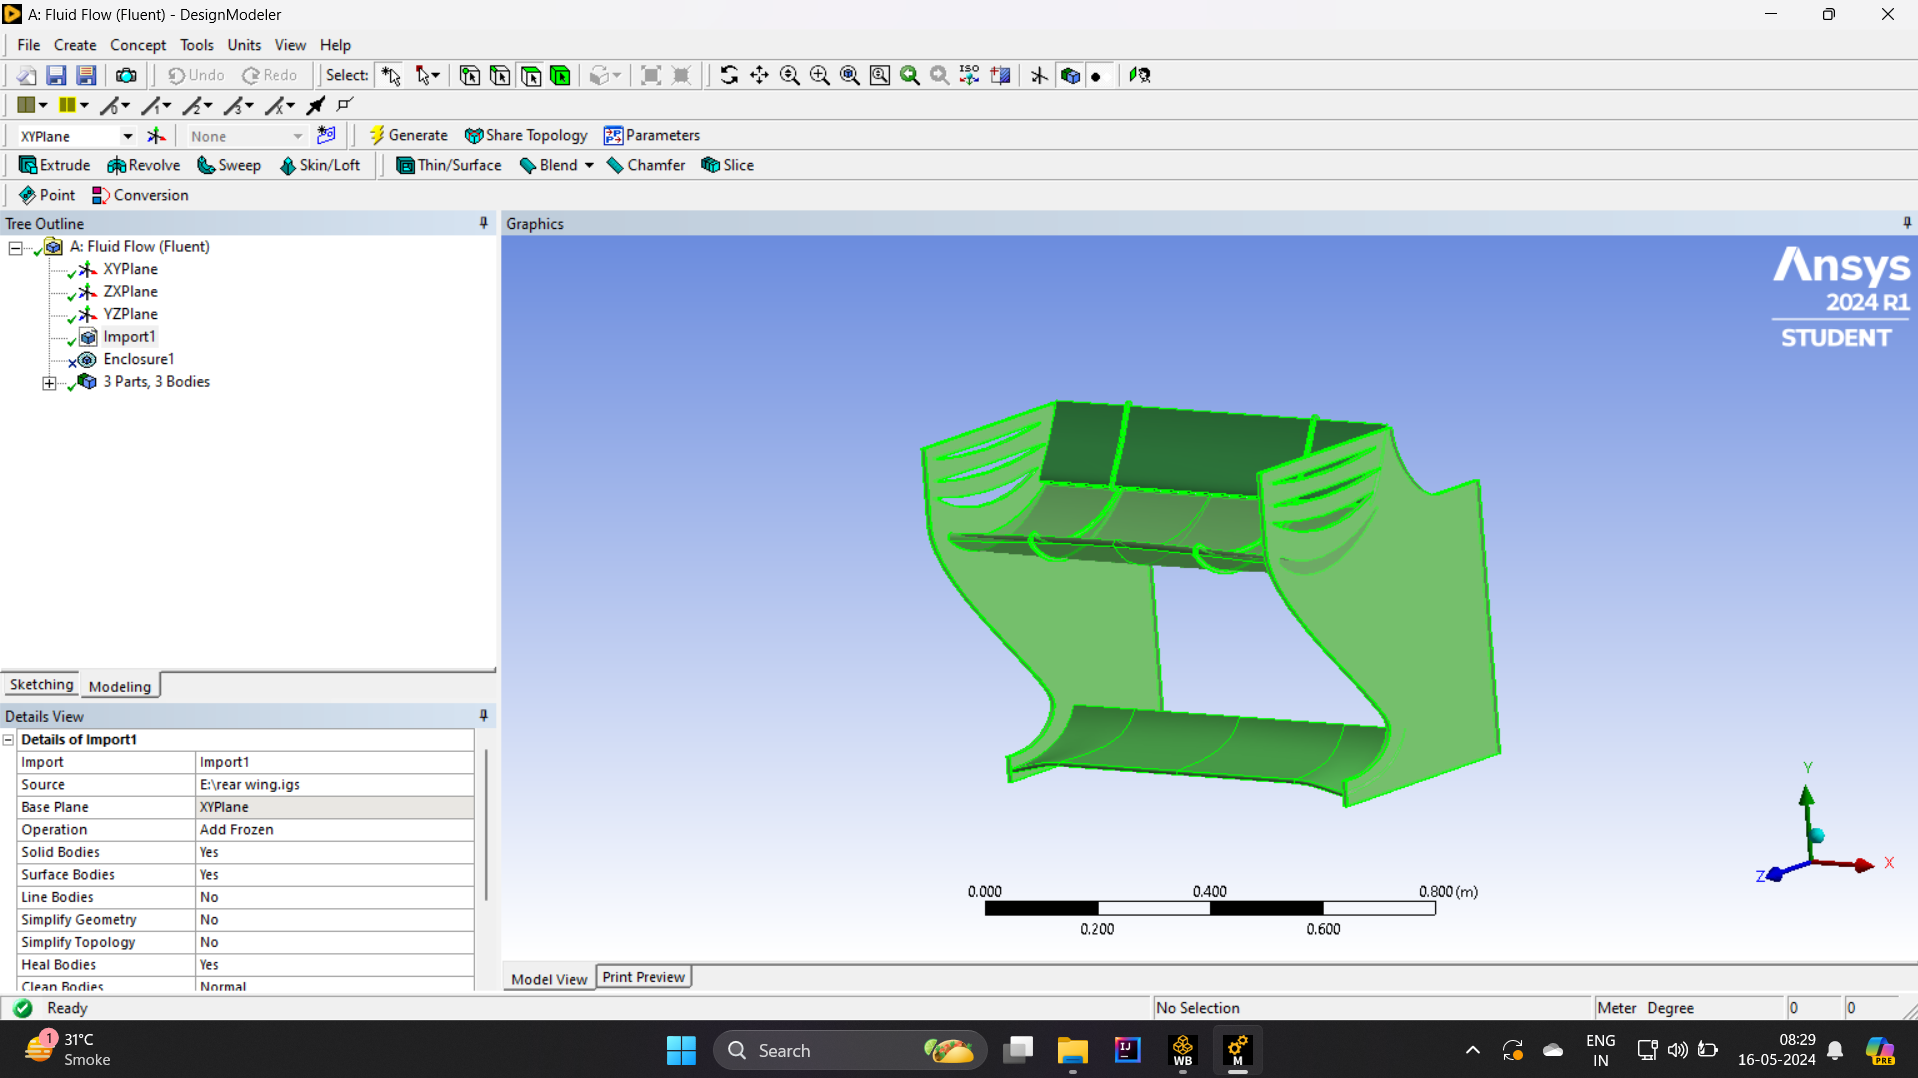 A: Fluid Flow (Fluent) - DesignModeler
File Create Concept Tools Units View Help
Undo Redo Select: ISO
XYPlane None Generate Share Topology Parameters
Extrude Revolve Sweep Skin/Loft Thin/Surface Blend Chamfer Slice
Point Conversion
Tree Outline
A: Fluid Flow (Fluent)
XYPlane
ZXPlane
YZPlane
Import1
Enclosure1
3 Parts, 3 Bodies
Sketching Modeling
Details View
Details of Import1
Import Import1
Source E:\rear wing.igs
Base Plane XYPlane
Operation Add Frozen
Solid Bodies Yes
Surface Bodies Yes
Line Bodies No
Simplify Geometry No
Simplify Topology No
Heal Bodies Yes
Clean Bodies Normal
Graphics
Ansys
2024 R1
STUDENT
Y
X
Z
0.000 0.400 0.800 (m)
0.200 0.600
Model View Print Preview
Ready No Selection Meter Degree 0 0
1
31°C
Smoke
Search
IJ
WB
M
ENG
IN
08:29
16-05-2024
PRE